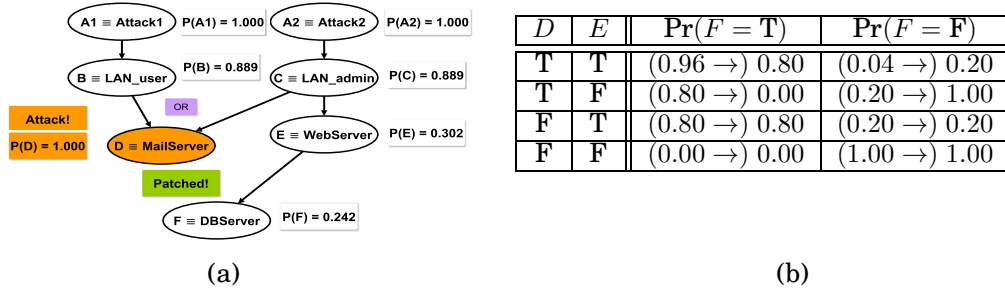 A1 ≡ Attack1
P(A1) = 1.000
A2 ≡ Attack2
P(A2) = 1.000
B ≡ LAN_user
P(B) = 0.889
C ≡ LAN_admin
P(C) = 0.889
OR
Attack!
P(D) = 1.000
D ≡ MailServer
E ≡ WebServer
P(E) = 0.302
Patched!
F ≡ DBServer
P(F) = 0.242
(a)
D E Pr(F = T) Pr(F = F)
T T (0.96 →) 0.80 (0.04 →) 0.20
T F (0.80 →) 0.00 (0.20 →) 1.00
F T (0.80 →) 0.80 (0.20 →) 0.20
F F (0.00 →) 0.00 (1.00 →) 1.00
(b)